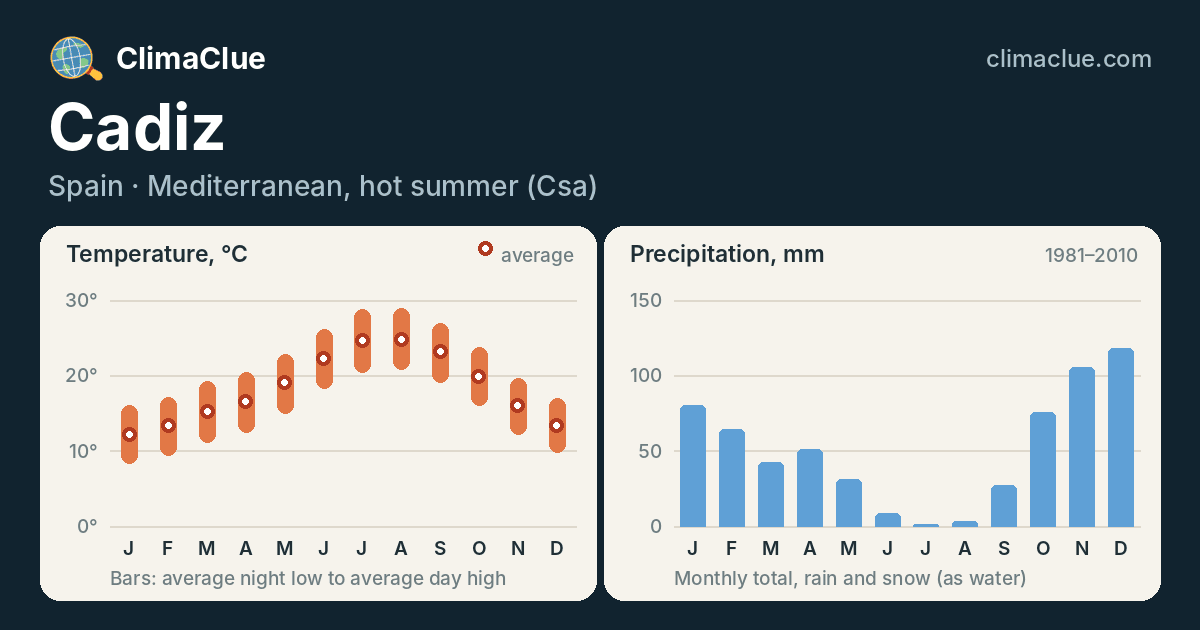 ClimaClue
climaclue.com
Cadiz
Spain · Mediterranean, hot summer (Csa)
Temperature, °C
average
30°
20°
10°
0°
J F M A M J J A S O N D
Bars: average night low to average day high
Precipitation, mm
1981–2010
150
100
50
0
J F M A M J J A S O N D
Monthly total, rain and snow (as water)